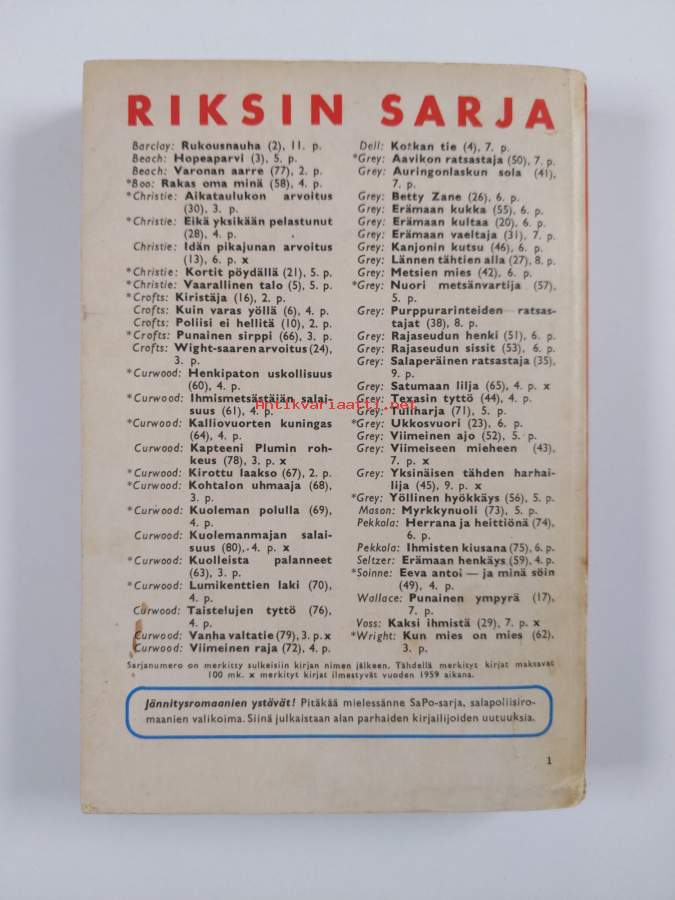 RIKSIN SARJA
Barclay: Rukousnauha (2), 11. p.
Beach: Hopeaparvi (3), 5. p.
Beach: Varonan aarre (77), 2. p.
*Boo: Rakas oma minä (58), 4. p.
*Christie: Aikataulukon arvoitus
(30), 3. p.
*Christie: Eikä yksikään pelastunut
(28), 4. p.
Christie: Idän pikajunan arvoitus
(13), 6. p. x
*Christie: Kortit pöydällä (21), 5. p.
*Christie: Vaarallinen talo (5), 5. p.
*Crofts: Kiristäja (16), 2. p.
Crofts: Kuin varas yöllä (6), 4. p.
Crofts: Poliisi ei hellitä (10), 2. p.
*Crofts: Punainen sirppi (66), 3. p.
Crofts: Wight-saaren arvoitus (24),
3. p.
*Curwood: Henkipaton uskollisuus
(60), 4. p.
*Curwood: Ihmismetsästäjän salai-
suus (61), 4. p.
*Curwood: Kalliovuorten kuningas
(64), 4. p.
Curwood: Kapteeni Plumin roh-
keus (78), 3. p. x
*Curwood: Kirottu laakso (67), 2. p.
*Curwood: Kohtalon uhmaaja (68),
3. p.
*Curwood: Kuoleman polulla (69),
4. p.
Curwood: Kuolemanmajan salai-
suus (80), 4. p. x
*Curwood: Kuolleista palanneet
(63), 3. p.
*Curwood: Lumikenttien laki (70),
4. p.
Curwood: Taistelujen tyttö (76),
4. p.
Curwood: Vanha valtatie (79), 3. p. x
Curwood: Viimeinen raja (72), 4. p.
Dell: Kotkan tie (4), 7. p.
*Grey: Aavikon ratsastaja (50), 7. p.
Grey: Auringonlaskun sola (41),
7. p.
Grey: Betty Zane (26), 6. p.
Grey: Erämaan kukka (55), 6. p.
Grey: Erämaan kultaa (20), 6. p.
Grey: Erämaan vaeltaja (31), 7. p.
Grey: Kanjonin kutsu (46), 6. p.
Grey: Lännen tähtien alla (27), 8. p.
Grey: Metsien mies (42), 6. p.
*Grey: Nuori metsänvartija (57),
5. p.
Grey: Purppurarinteiden ratsas-
tajat (38), 8. p.
Grey: Rajaseudun henki (51), 6. p.
Grey: Rajaseudun sissit (53), 6. p.
Grey: Salaperäinen ratsastaja (35),
9. p.
Grey: Satumaan lilja (65), 4. p. x
Grey: Texasin tyttö (44), 4. p.
Grey: Tuliharja (71), 5. p.
*Grey: Ukkosvuori (23), 6. p.
Grey: Viimeinen ajo (52), 5. p.
Grey: Viimeiseen mieheen (43),
7. p. x
Grey: Yksinäisen tähden harhai-
lija (45), 9. p. x
*Grey: Yöllinen hyökkäys (56), 5. p.
Mason: Myrkkynuoli (73), 5. p.
Pekkola: Herrana ja heittiönä (74),
6. p.
Pekkola: Ihmisten kiusana (75), 6. p.
Seltzer: Erämaan henkäys (59), 4. p.
*Soinne: Eeva antoi — ja minä söin
(49), 4. p.
Wallace: Punainen ympyrä (17),
7. p.
Voss: Kaksi ihmistä (29), 7. p. x
*Wright: Kun mies on mies (62),
3. p.
Sarjanumero on merkitty sulkeisiin kirjan nimen jälkeen. Tähdellä merkityt kirjat maksavat
100 mk. x merkityt kirjat ilmestyvät vuoden 1959 aikana.
Jännitysromaanien ystävät! Pitäkää mielessänne SaPo-sarja, salapoliisiro-
maanien valikoima. Siinä julkaistaan alan parhaiden kirjailijoiden uutuuksia.
1
Antikvariaatti.net